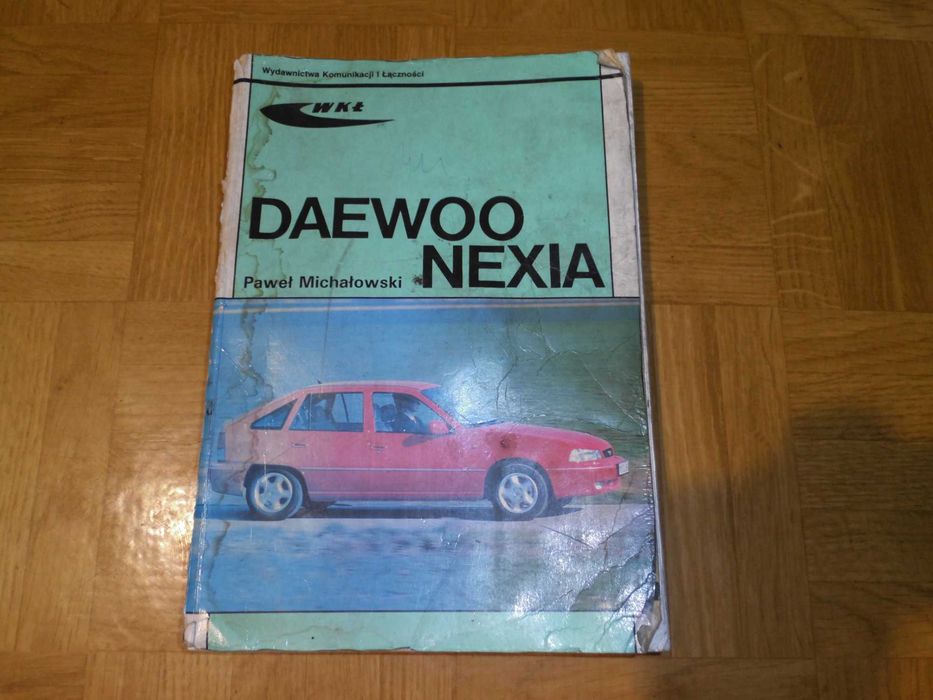 Wydawnictwa Komunikacji i Łączności
WKŁ
DAEWOO
NEXIA
Paweł Michałowski